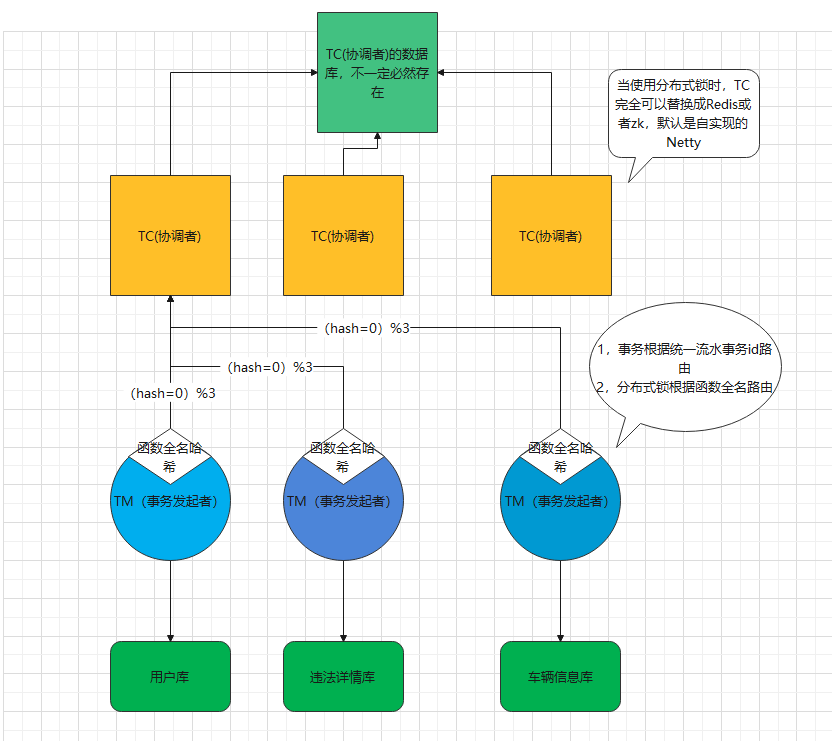 TC(协调者)的数据
库，不一定必然存
在
当使用分布式锁时，TC
完全可以替换成Redis或
者zk，默认是自实现的
Netty
TC(协调者)
TC(协调者)
TC(协调者)
（hash=0）%3
1，事务根据统一流水事务id路
由
2，分布式锁根据函数全名路由
（hash=0）%3
（hash=0）%3
函数全名哈
希
函数全名哈
希
函数全名哈
希
TM（事务发起者）
TM（事务发起者）
TM（事务发起者）
用户库
违法详情库
车辆信息库